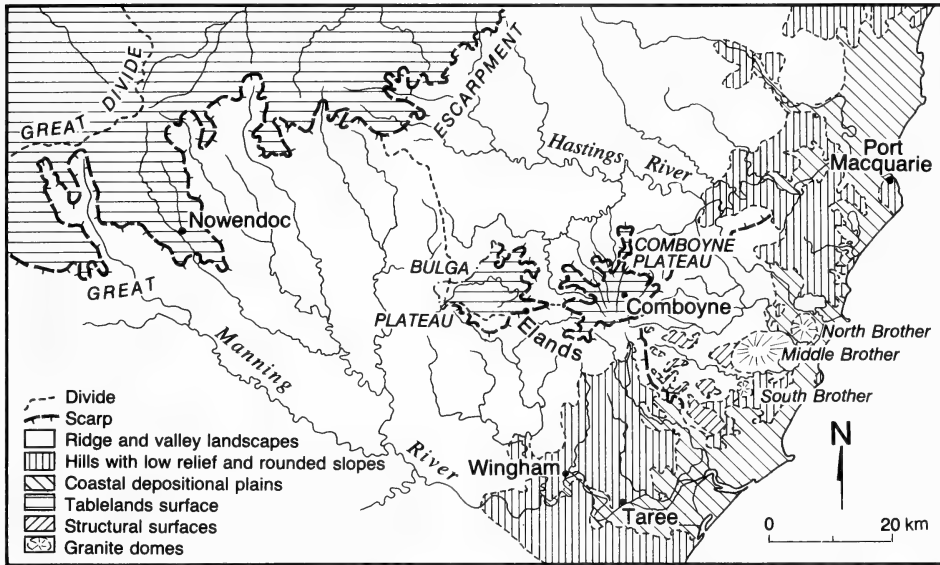 GREAT DIVIDE
ESCARPMENT
Hastings River
Port
Macquarie
Nowendoc
GREAT
BULGA
PLATEAU
COMBOYNE
PLATEAU
Comboyne
Elands
North Brother
Middle Brother
South Brother
Manning River
Wingham
Taree
N
0 20 km
Divide
Scarp
Ridge and valley landscapes
Hills with low relief and rounded slopes
Coastal depositional plains
Tablelands surface
Structural surfaces
Granite domes